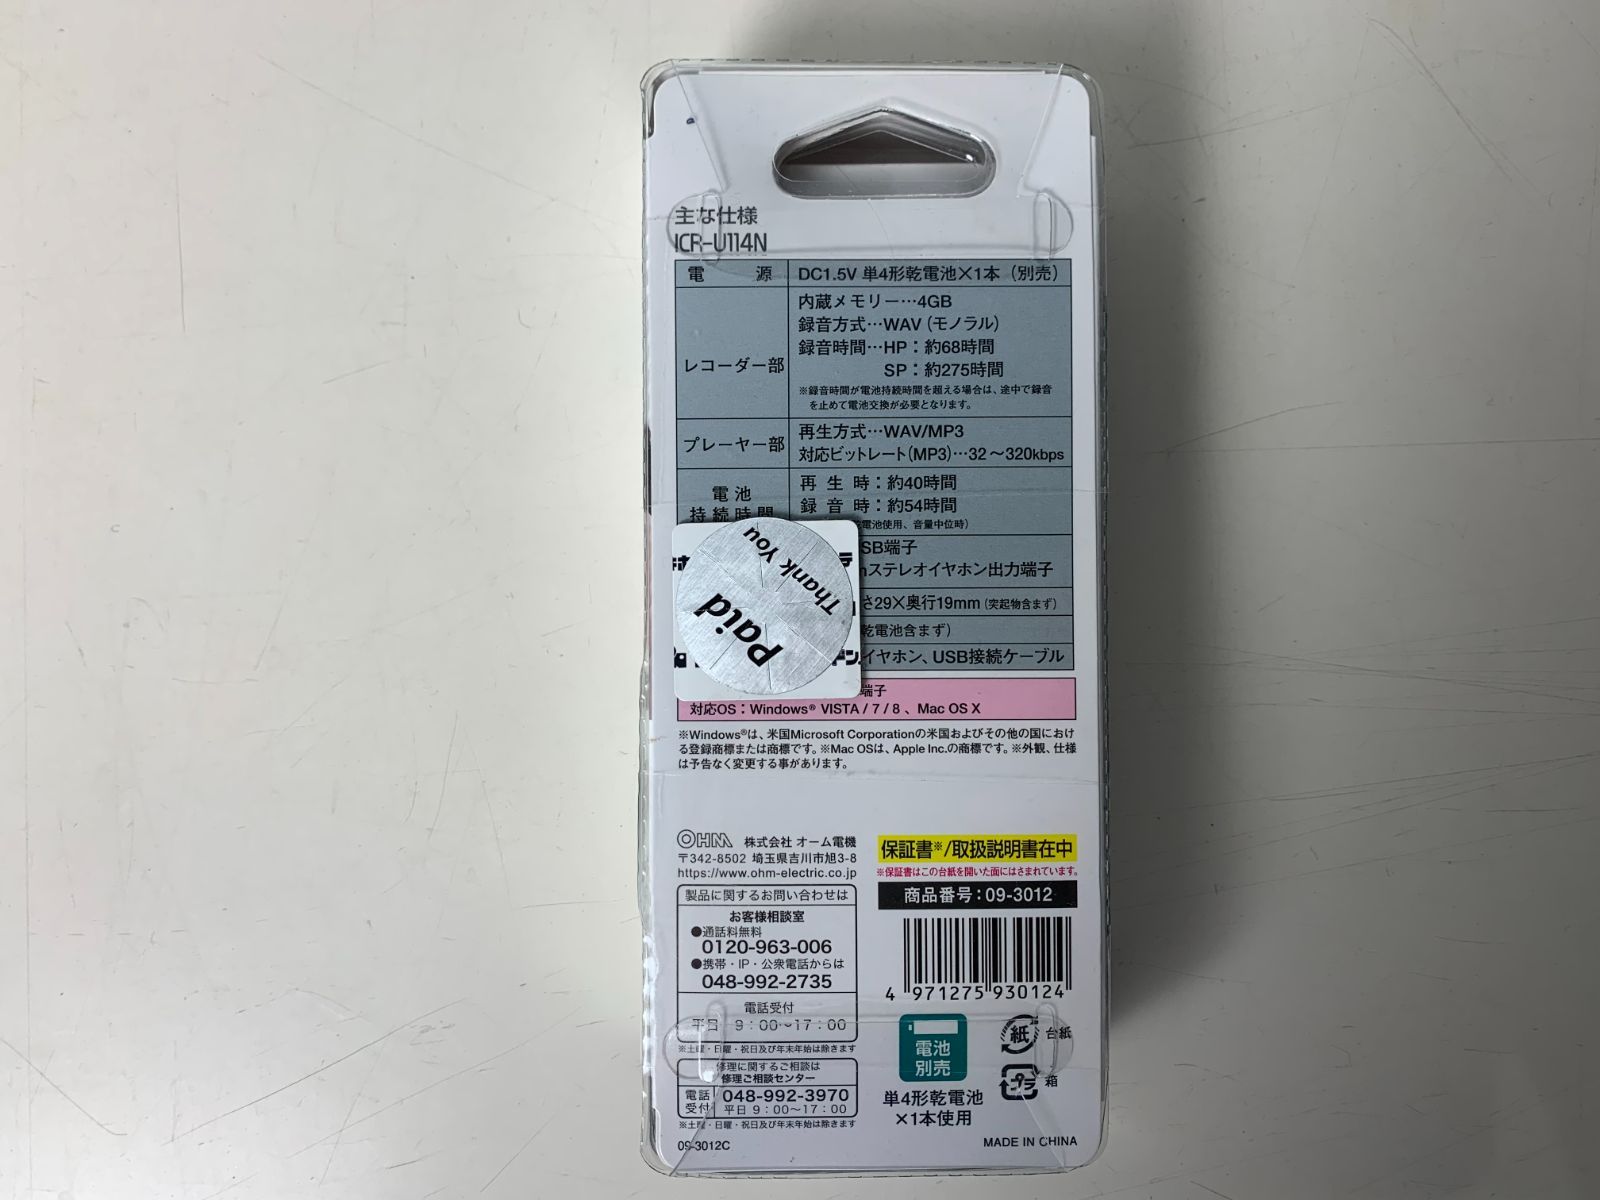 主な仕様
ICR-U114N
電 源 DC1.5V 単4形乾電池×1本（別売）
レコーダー部
内蔵メモリー…4GB
録音方式…WAV（モノラル）
録音時間…HP：約68時間
SP：約275時間
※録音時間が電池持続時間を超える場合は、途中で録音
を止めて電池交換が必要となります。
プレーヤー部
再生方式…WAV/MP3
対応ビットレート(MP3)…32～320kbps
電池
持続時間
再生時：約40時間
録音時：約54時間
電池使用、音量中位時）
SB端子
ステレオイヤホン出力端子
さ29×奥行19mm（突起物含まず）
乾電池含まず）
イヤホン、USB接続ケーブル
Thank You
Paid
端子
対応OS：Windows® VISTA / 7 / 8 、Mac OS X
※Windows®は、米国Microsoft Corporationの米国およびその他の国におけ
る登録商標または商標です。※Mac OSは、Apple Inc.の商標です。※外観、仕様
は予告なく変更する事があります。
OHM 株式会社 オーム電機
〒342-8502 埼玉県吉川市旭3-8
https://www.ohm-electric.co.jp
製品に関するお問い合わせは
お客様相談室
●通話料無料
0120-963-006
●携帯・IP・公衆電話からは
048-992-2735
電話受付
平日 9：00～17：00
※土曜・日曜・祝日及び年末年始は除きます
修理に関するご相談は
修理ご相談センター
電話
受付
048-992-3970
平日 9：00～17：00
※土曜・日曜・祝日及び年末年始は除きます
09-3012C
保証書※/取扱説明書在中
※保証書はこの台紙を開いた面にはさまれています。
商品番号：09-3012
4 971275 930124
電池
別売
単4形乾電池
×1本使用
紙 台紙
プラ 箱
MADE IN CHINA